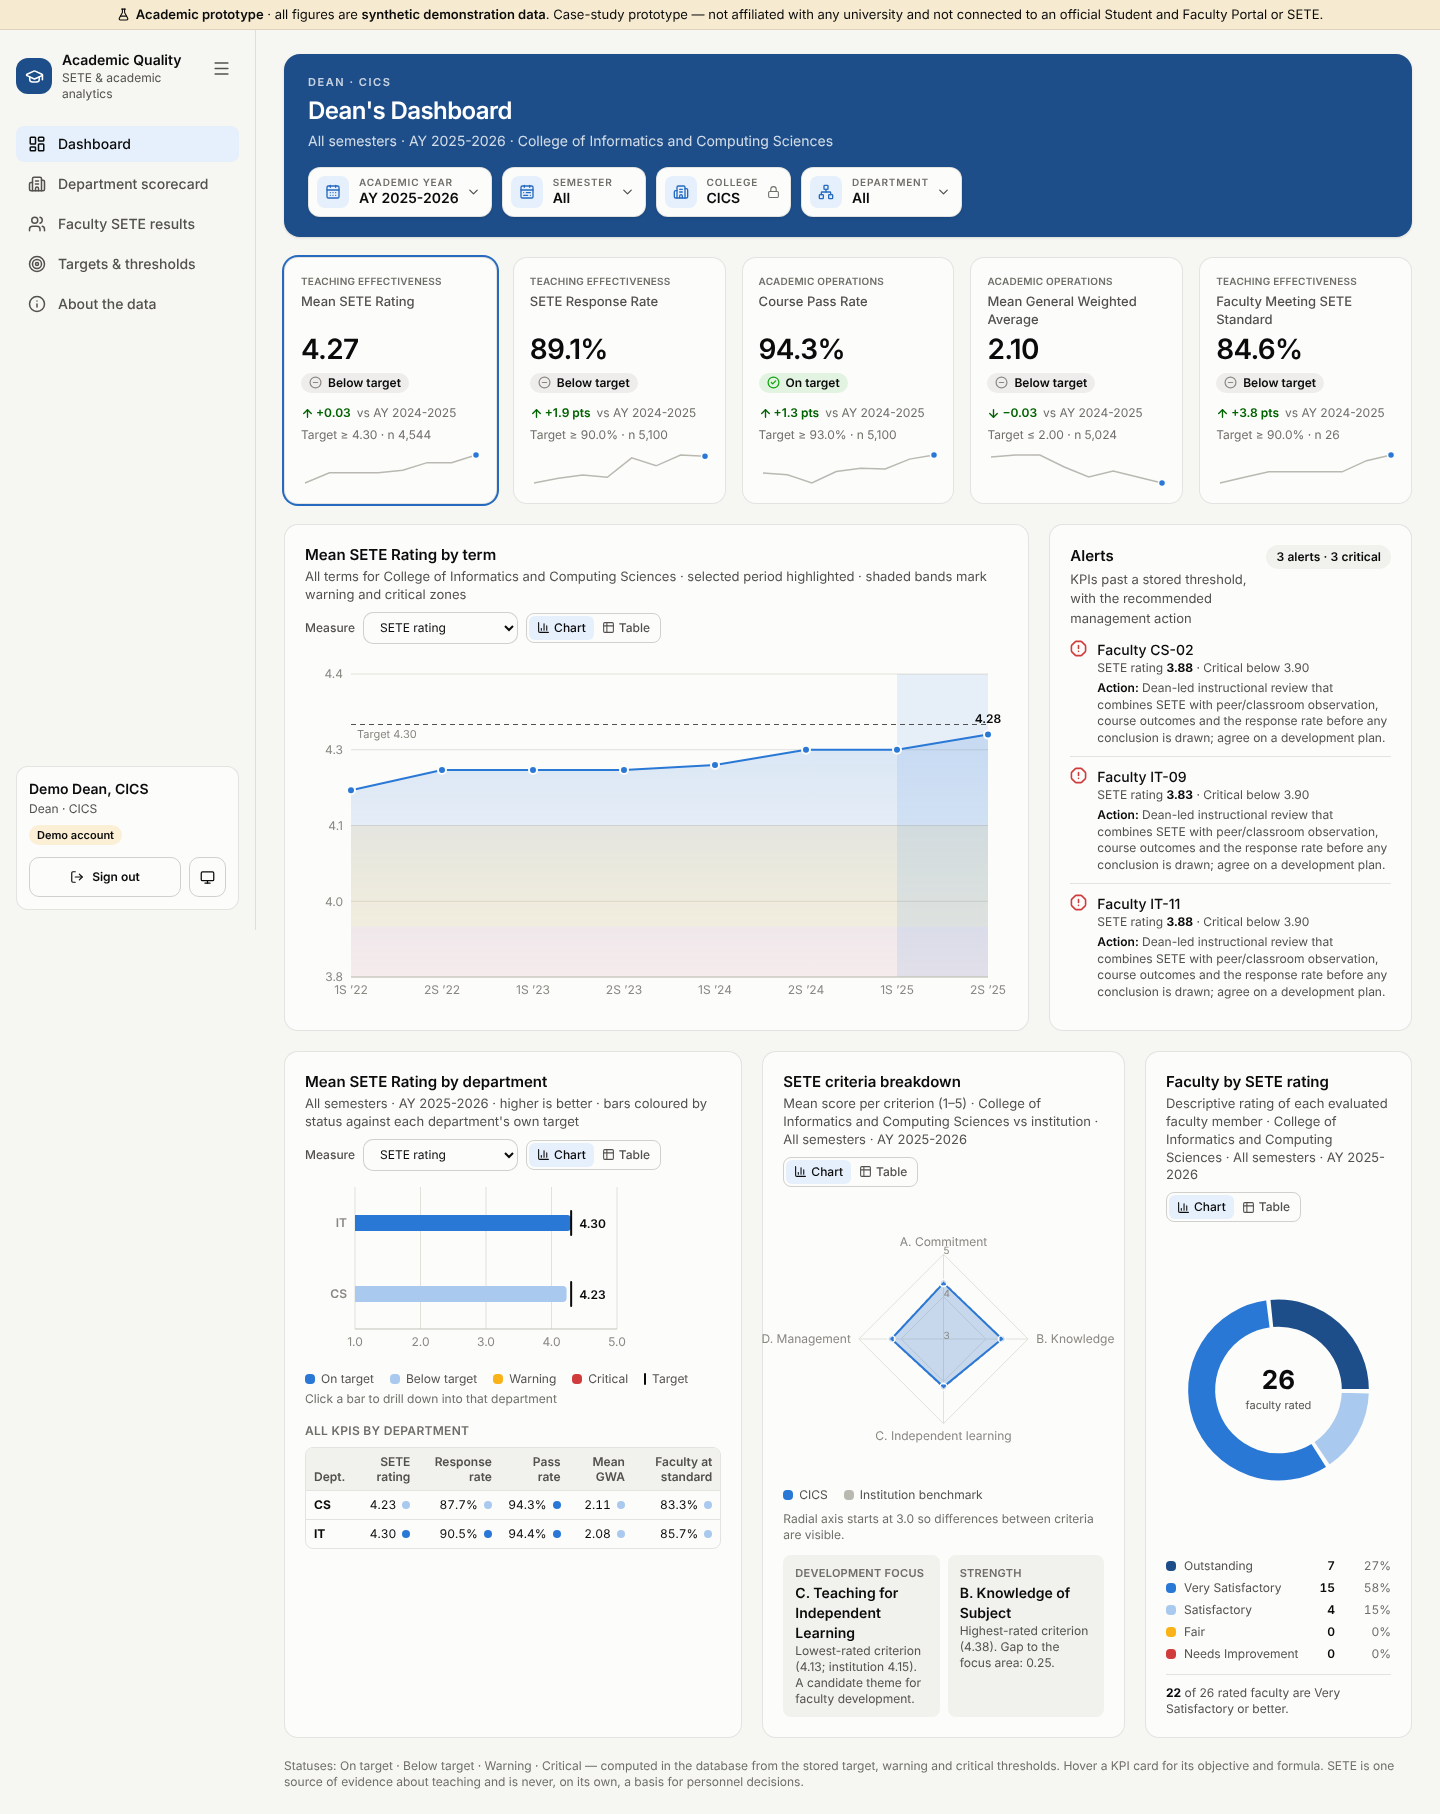 Academic prototype · all figures are synthetic demonstration data. Case-study prototype — not affiliated with any university and not connected to an official Student and Faculty Portal or SETE.
Academic Quality
SETE & academic
analytics
Dashboard
Department scorecard
Faculty SETE results
Targets & thresholds
About the data
Demo Dean, CICS
Dean · CICS
Demo account
Sign out
DEAN · CICS
Dean's Dashboard
All semesters · AY 2025-2026 · College of Informatics and Computing Sciences
ACADEMIC YEAR
AY 2025-2026
SEMESTER
All
COLLEGE
CICS
DEPARTMENT
All
TEACHING EFFECTIVENESS
Mean SETE Rating
4.27
Below target
+0.03 vs AY 2024-2025
Target ≥ 4.30 · n 4,544
TEACHING EFFECTIVENESS
SETE Response Rate
89.1%
Below target
+1.9 pts vs AY 2024-2025
Target ≥ 90.0% · n 5,100
ACADEMIC OPERATIONS
Course Pass Rate
94.3%
On target
+1.3 pts vs AY 2024-2025
Target ≥ 93.0% · n 5,100
ACADEMIC OPERATIONS
Mean General Weighted
Average
2.10
Below target
−0.03 vs AY 2024-2025
Target ≤ 2.00 · n 5,024
TEACHING EFFECTIVENESS
Faculty Meeting SETE
Standard
84.6%
Below target
+3.8 pts vs AY 2024-2025
Target ≥ 90.0% · n 26
Mean SETE Rating by term
All terms for College of Informatics and Computing Sciences · selected period highlighted · shaded bands mark
warning and critical zones
Measure SETE rating Chart Table
4.4
4.3
4.1
4.0
3.8
Target 4.30
4.28
1S '22 2S '22 1S '23 2S '23 1S '24 2S '24 1S '25 2S '25
Alerts
3 alerts · 3 critical
KPIs past a stored threshold,
with the recommended
management action
Faculty CS-02
SETE rating 3.88 · Critical below 3.90
Action: Dean-led instructional review that
combines SETE with peer/classroom observation,
course outcomes and the response rate before any
conclusion is drawn; agree on a development plan.
Faculty IT-09
SETE rating 3.83 · Critical below 3.90
Action: Dean-led instructional review that
combines SETE with peer/classroom observation,
course outcomes and the response rate before any
conclusion is drawn; agree on a development plan.
Faculty IT-11
SETE rating 3.88 · Critical below 3.90
Action: Dean-led instructional review that
combines SETE with peer/classroom observation,
course outcomes and the response rate before any
conclusion is drawn; agree on a development plan.
Mean SETE Rating by department
All semesters · AY 2025-2026 · higher is better · bars coloured by
status against each department's own target
Measure SETE rating Chart Table
IT 4.30
CS 4.23
1.0 2.0 3.0 4.0 5.0
On target Below target Warning Critical Target
Click a bar to drill down into that department
ALL KPIS BY DEPARTMENT
Dept. SETE rating Response rate Pass rate Mean GWA Faculty at standard
CS 4.23 87.7% 94.3% 2.11 83.3%
IT 4.30 90.5% 94.4% 2.08 85.7%
SETE criteria breakdown
Mean score per criterion (1–5) · College of
Informatics and Computing Sciences vs institution ·
All semesters · AY 2025-2026
Chart Table
A. Commitment
5
4
3
D. Management
B. Knowledge
C. Independent learning
CICS Institution benchmark
Radial axis starts at 3.0 so differences between criteria
are visible.
DEVELOPMENT FOCUS
C. Teaching for
Independent
Learning
Lowest-rated criterion
(4.13; institution 4.15).
A candidate theme for
faculty development.
STRENGTH
B. Knowledge of
Subject
Highest-rated criterion
(4.38). Gap to the
focus area: 0.25.
Faculty by SETE rating
Descriptive rating of each evaluated
faculty member · College of
Informatics and Computing
Sciences · All semesters · AY 2025-
2026
Chart Table
26
faculty rated
Outstanding 7 27%
Very Satisfactory 15 58%
Satisfactory 4 15%
Fair 0 0%
Needs Improvement 0 0%
22 of 26 rated faculty are Very
Satisfactory or better.
Statuses: On target · Below target · Warning · Critical — computed in the database from the stored target, warning and critical thresholds. Hover a KPI card for its objective and formula. SETE is one
source of evidence about teaching and is never, on its own, a basis for personnel decisions.